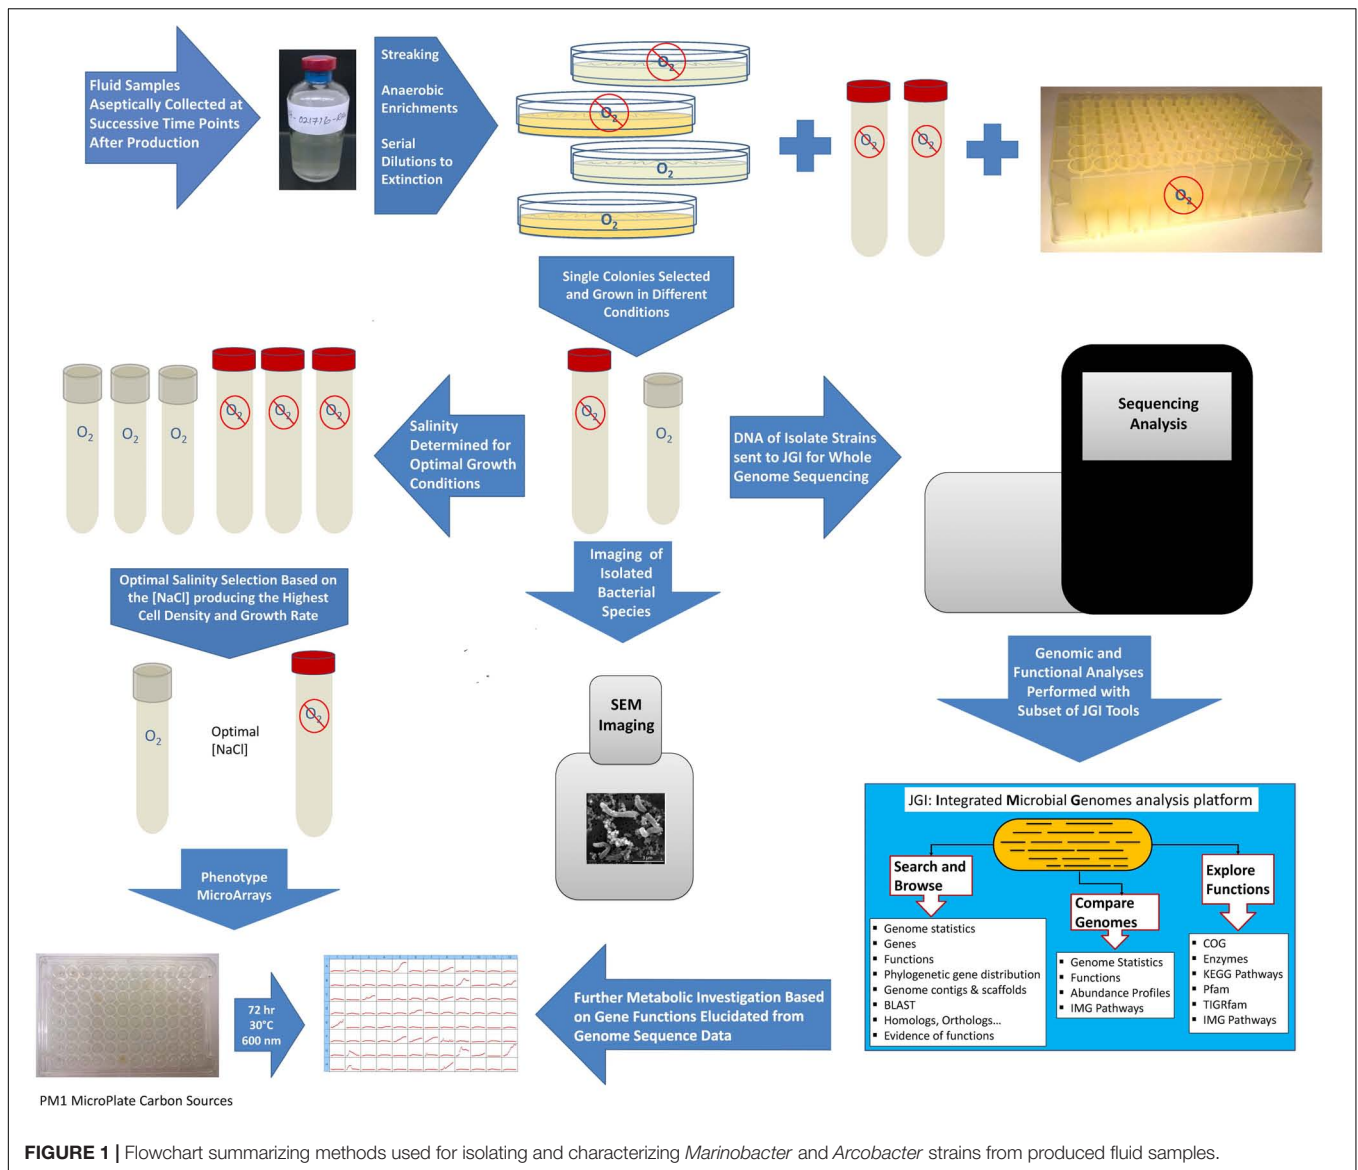 Fluid Samples
Aseptically Collected at
Successive Time Points
After Production
Streaking
Anaerobic
Enrichments
Serial
Dilutions to
Extinction
O2
O2
O2
O2
O2
O2
O2
Single Colonies Selected
and Grown in Different
Conditions
O2
O2
O2
O2
O2
O2
Salinity
Determined for
Optimal Growth
Conditions
O2
O2
DNA of Isolate Strains
sent to JGI for Whole
Genome Sequencing
Sequencing
Analysis
Optimal Salinity Selection Based on
the [NaCl] producing the Highest
Cell Density and Growth Rate
Imaging of
Isolated
Bacterial
Species
Genomic and
Functional Analyses
Performed with
Subset of JGI Tools
O2
Optimal
[NaCl]
O2
SEM
Imaging
Phenotype
MicroArrays
JGI: Integrated Microbial Genomes analysis platform
Search and
Browse
▪ Genome statistics
▪ Genes
▪ Functions
▪ Phylogenetic gene distribution
▪ Genome contigs & scaffolds
▪ BLAST
▪ Homologs, Orthologs...
▪ Evidence of functions
Compare
Genomes
▪ Genome Statistics
▪ Functions
▪ Abundance Profiles
▪ IMG Pathways
Explore
Functions
▪ COG
▪ Enzymes
▪ KEGG Pathways
▪ Pfam
▪ TIGRfam
▪ IMG Pathways
72 hr
30°C
600 nm
Further Metabolic Investigation Based
on Gene Functions Elucidated from
Genome Sequence Data
PM1 MicroPlate Carbon Sources
FIGURE 1 | Flowchart summarizing methods used for isolating and characterizing Marinobacter and Arcobacter strains from produced fluid samples.